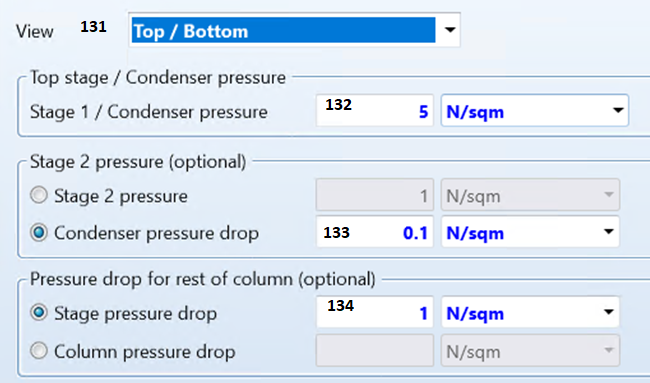 View 131 Top / Bottom
Top stage / Condenser pressure
Stage 1 / Condenser pressure 132 5 N/sqm
Stage 2 pressure (optional)
Stage 2 pressure 1 N/sqm
Condenser pressure drop 133 0.1 N/sqm
Pressure drop for rest of column (optional)
Stage pressure drop 134 1 N/sqm
Column pressure drop N/sqm